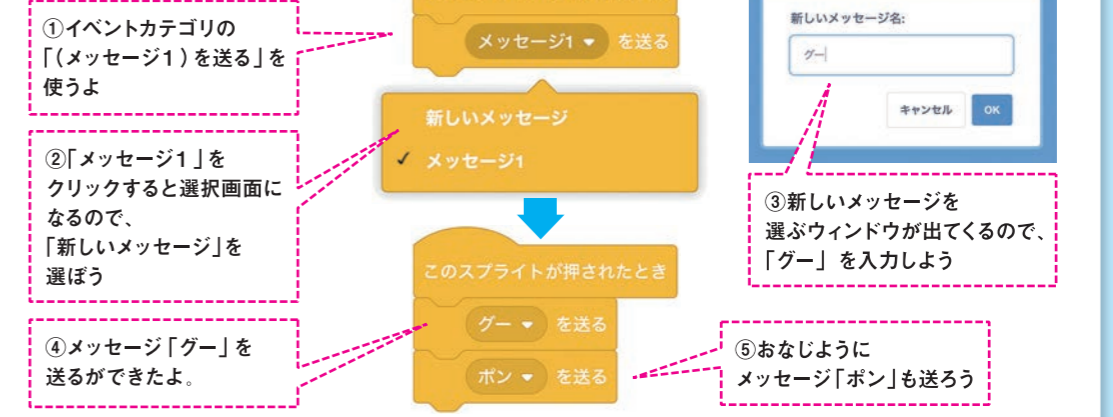 ①イベントカテゴリの
「(メッセージ１)を送る」を
使うよ
メッセージ1 を送る
新しいメッセージ
✓ メッセージ1
②「メッセージ１」を
クリックすると選択画面に
なるので、
「新しいメッセージ」を
選ぼう
新しいメッセージ名:
グー
キャンセル OK
③新しいメッセージを
選ぶウィンドウが出てくるので、
「グー」を入力しよう
このスプライトが押されたとき
グー を送る
ポン を送る
④メッセージ「グー」を
送るができたよ。
⑤おなじように
メッセージ「ポン」も送ろう